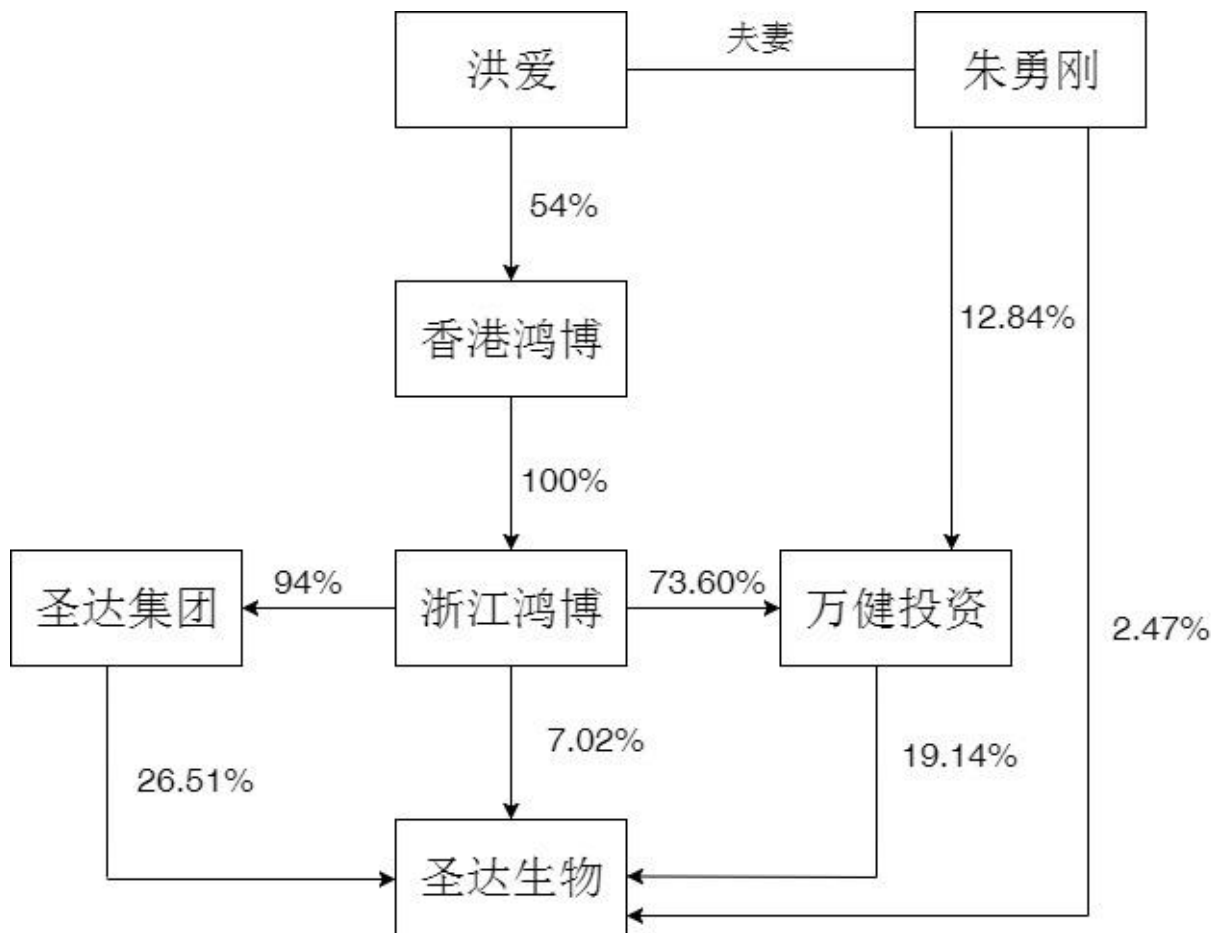 夫妻
洪爱
朱勇刚
54%
12.84%
香港鸿博
100%
94%
73.60%
圣达集团
浙江鸿博
万健投资
2.47%
7.02%
19.14%
26.51%
圣达生物